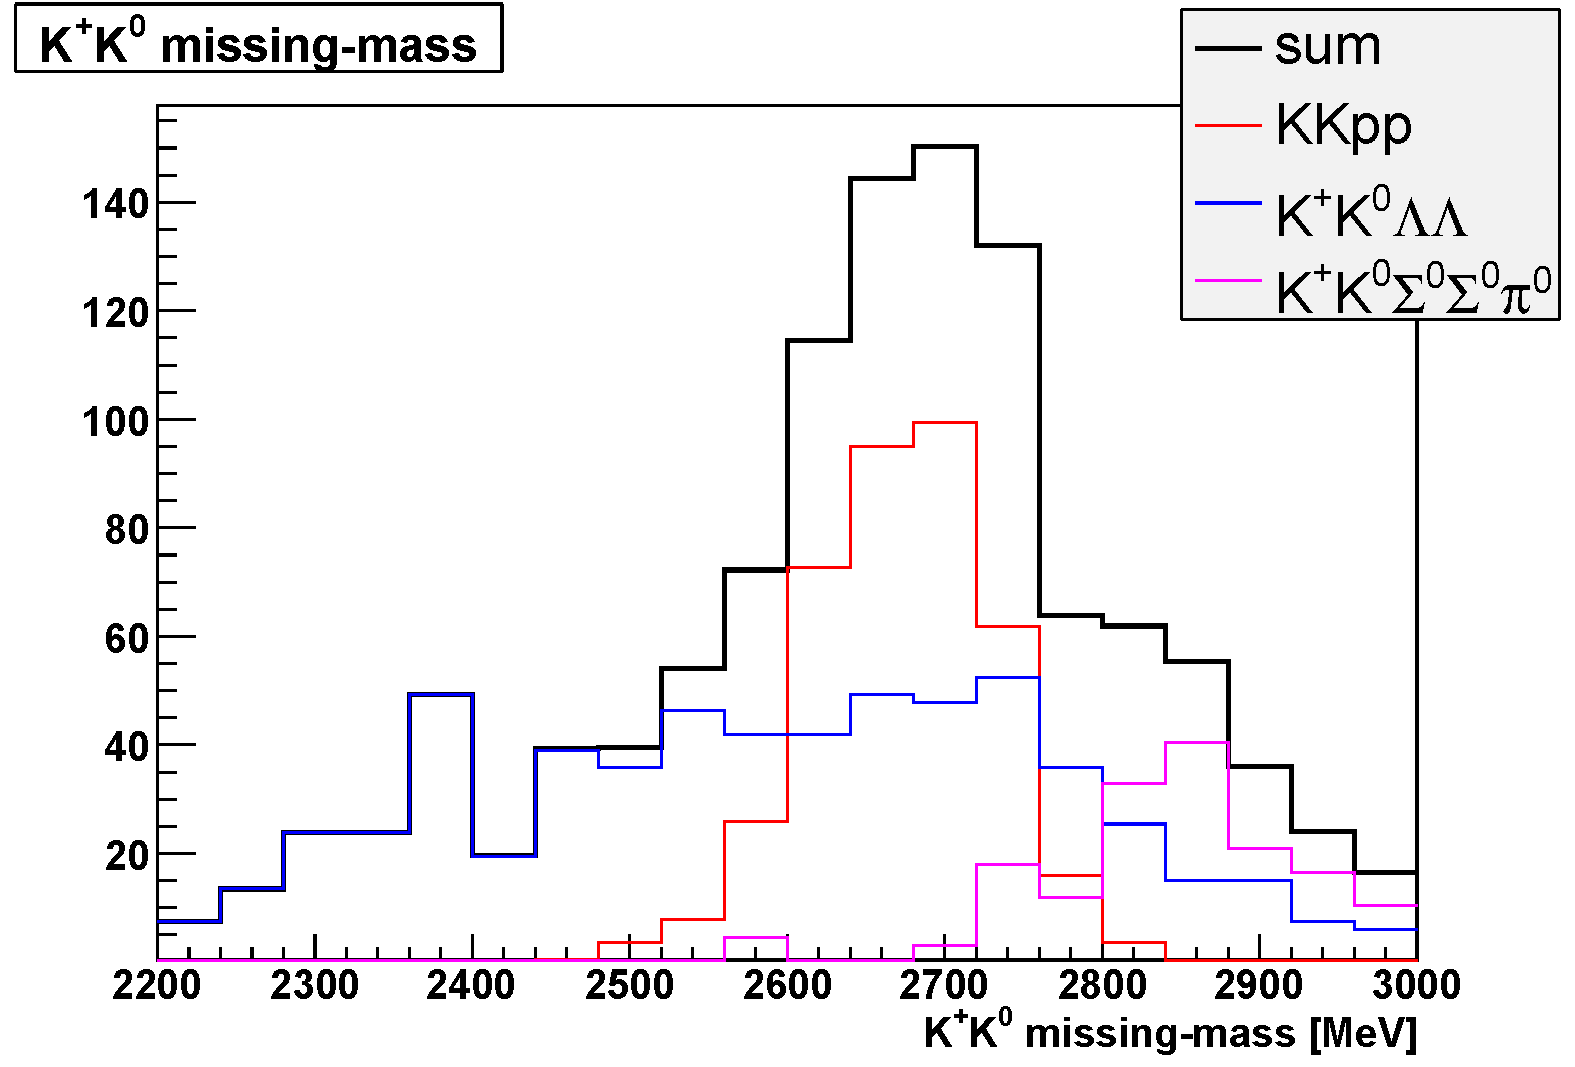 K⁺K⁰ missing-mass
sum
KKpp
K⁺K⁰ΛΛ
K⁺K⁰Σ⁰Σ⁰π⁰
140
120
100
80
60
40
20
2200 2300 2400 2500 2600 2700 2800 2900 3000
K⁺K⁰ missing-mass [MeV]